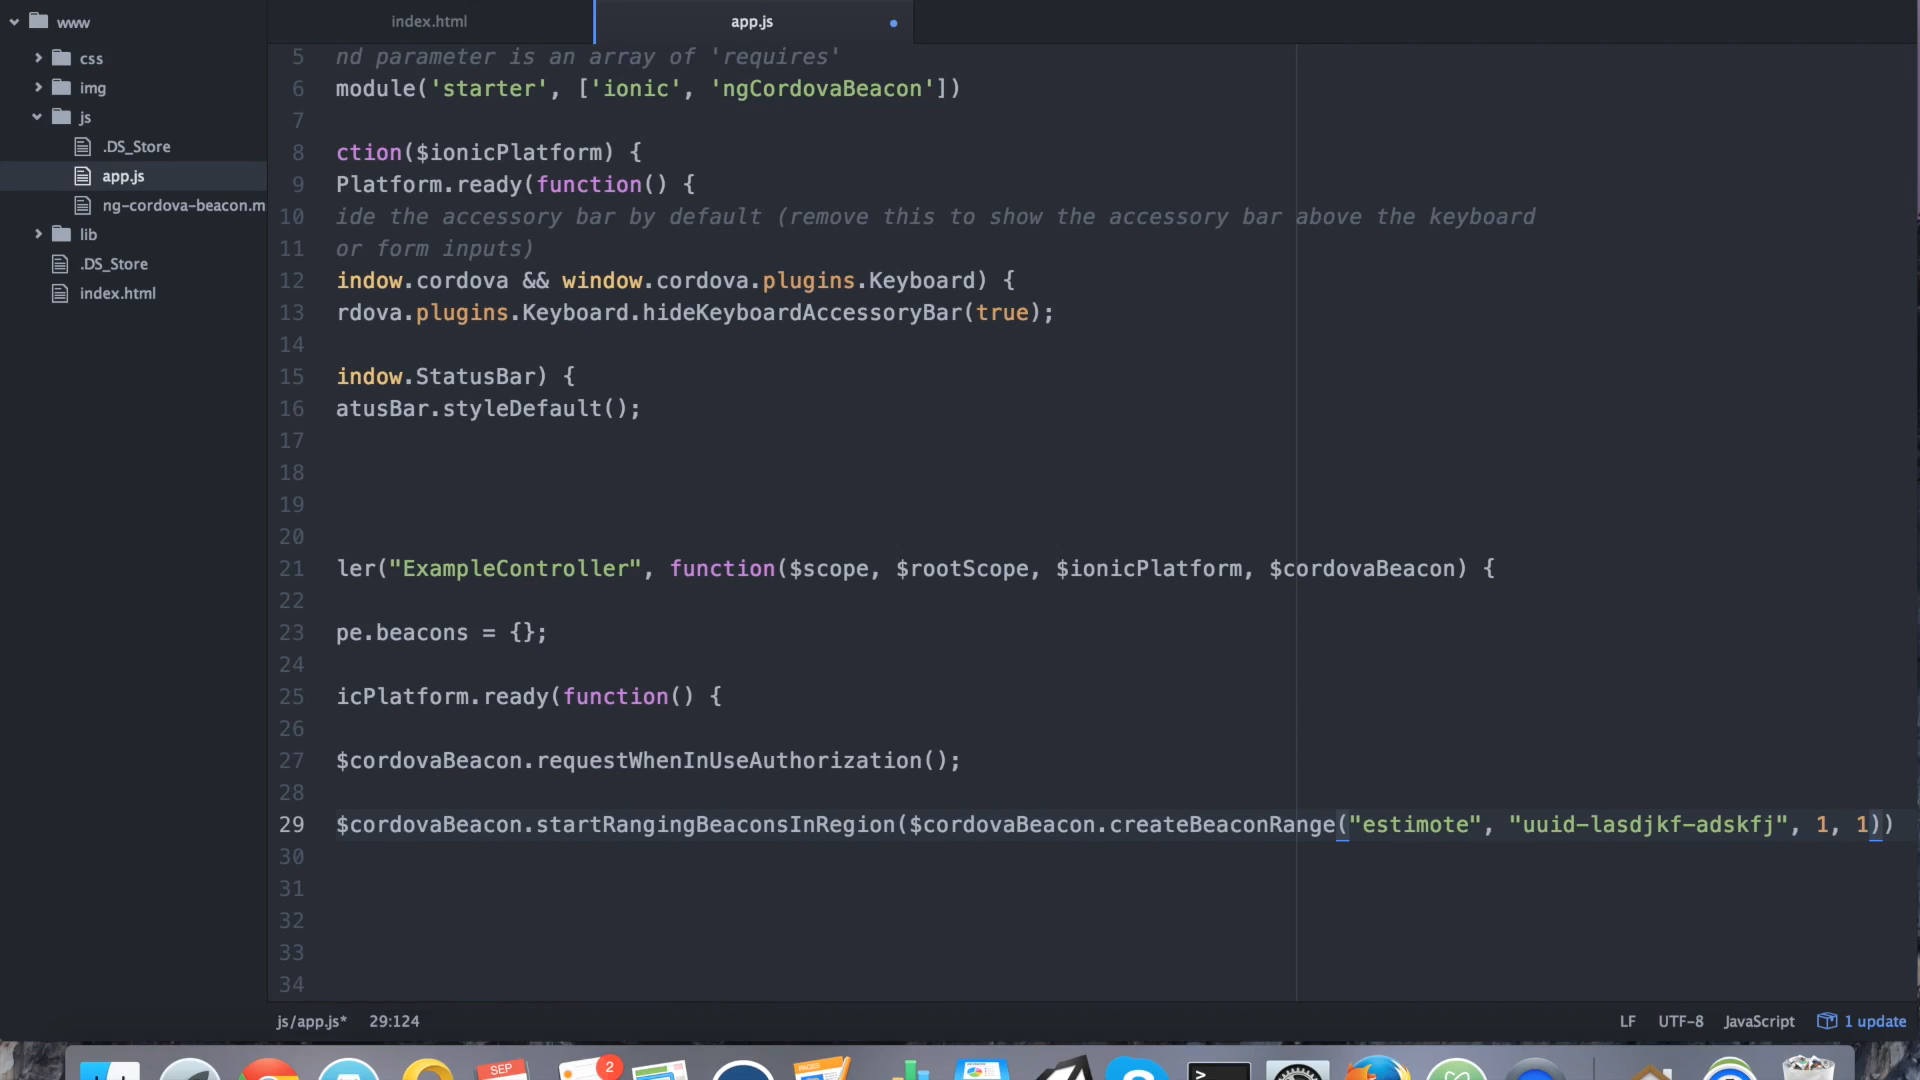 www
css
img
js
.DS_Store
app.js
ng-cordova-beacon.m
lib
.DS_Store
index.html
index.html
app.js
5 nd parameter is an array of 'requires'
6 module('starter', ['ionic', 'ngCordovaBeacon'])
7
8 ction($ionicPlatform) {
9 Platform.ready(function() {
10 ide the accessory bar by default (remove this to show the accessory bar above the keyboard
11 or form inputs)
12 indow.cordova && window.cordova.plugins.Keyboard) {
13 rdova.plugins.Keyboard.hideKeyboardAccessoryBar(true);
14
15 indow.StatusBar) {
16 atusBar.styleDefault();
17
18
19
20
21 ler("ExampleController", function($scope, $rootScope, $ionicPlatform, $cordovaBeacon) {
22
23 pe.beacons = {};
24
25 icPlatform.ready(function() {
26
27 $cordovaBeacon.requestWhenInUseAuthorization();
28
29 $cordovaBeacon.startRangingBeaconsInRegion($cordovaBeacon.createBeaconRange("estimote", "uuid-lasdjkf-adskfj", 1, 1))
30
31
32
33
34
js/app.js* 29:124
LF UTF-8 JavaScript 1 update
SEP
2
PAGES